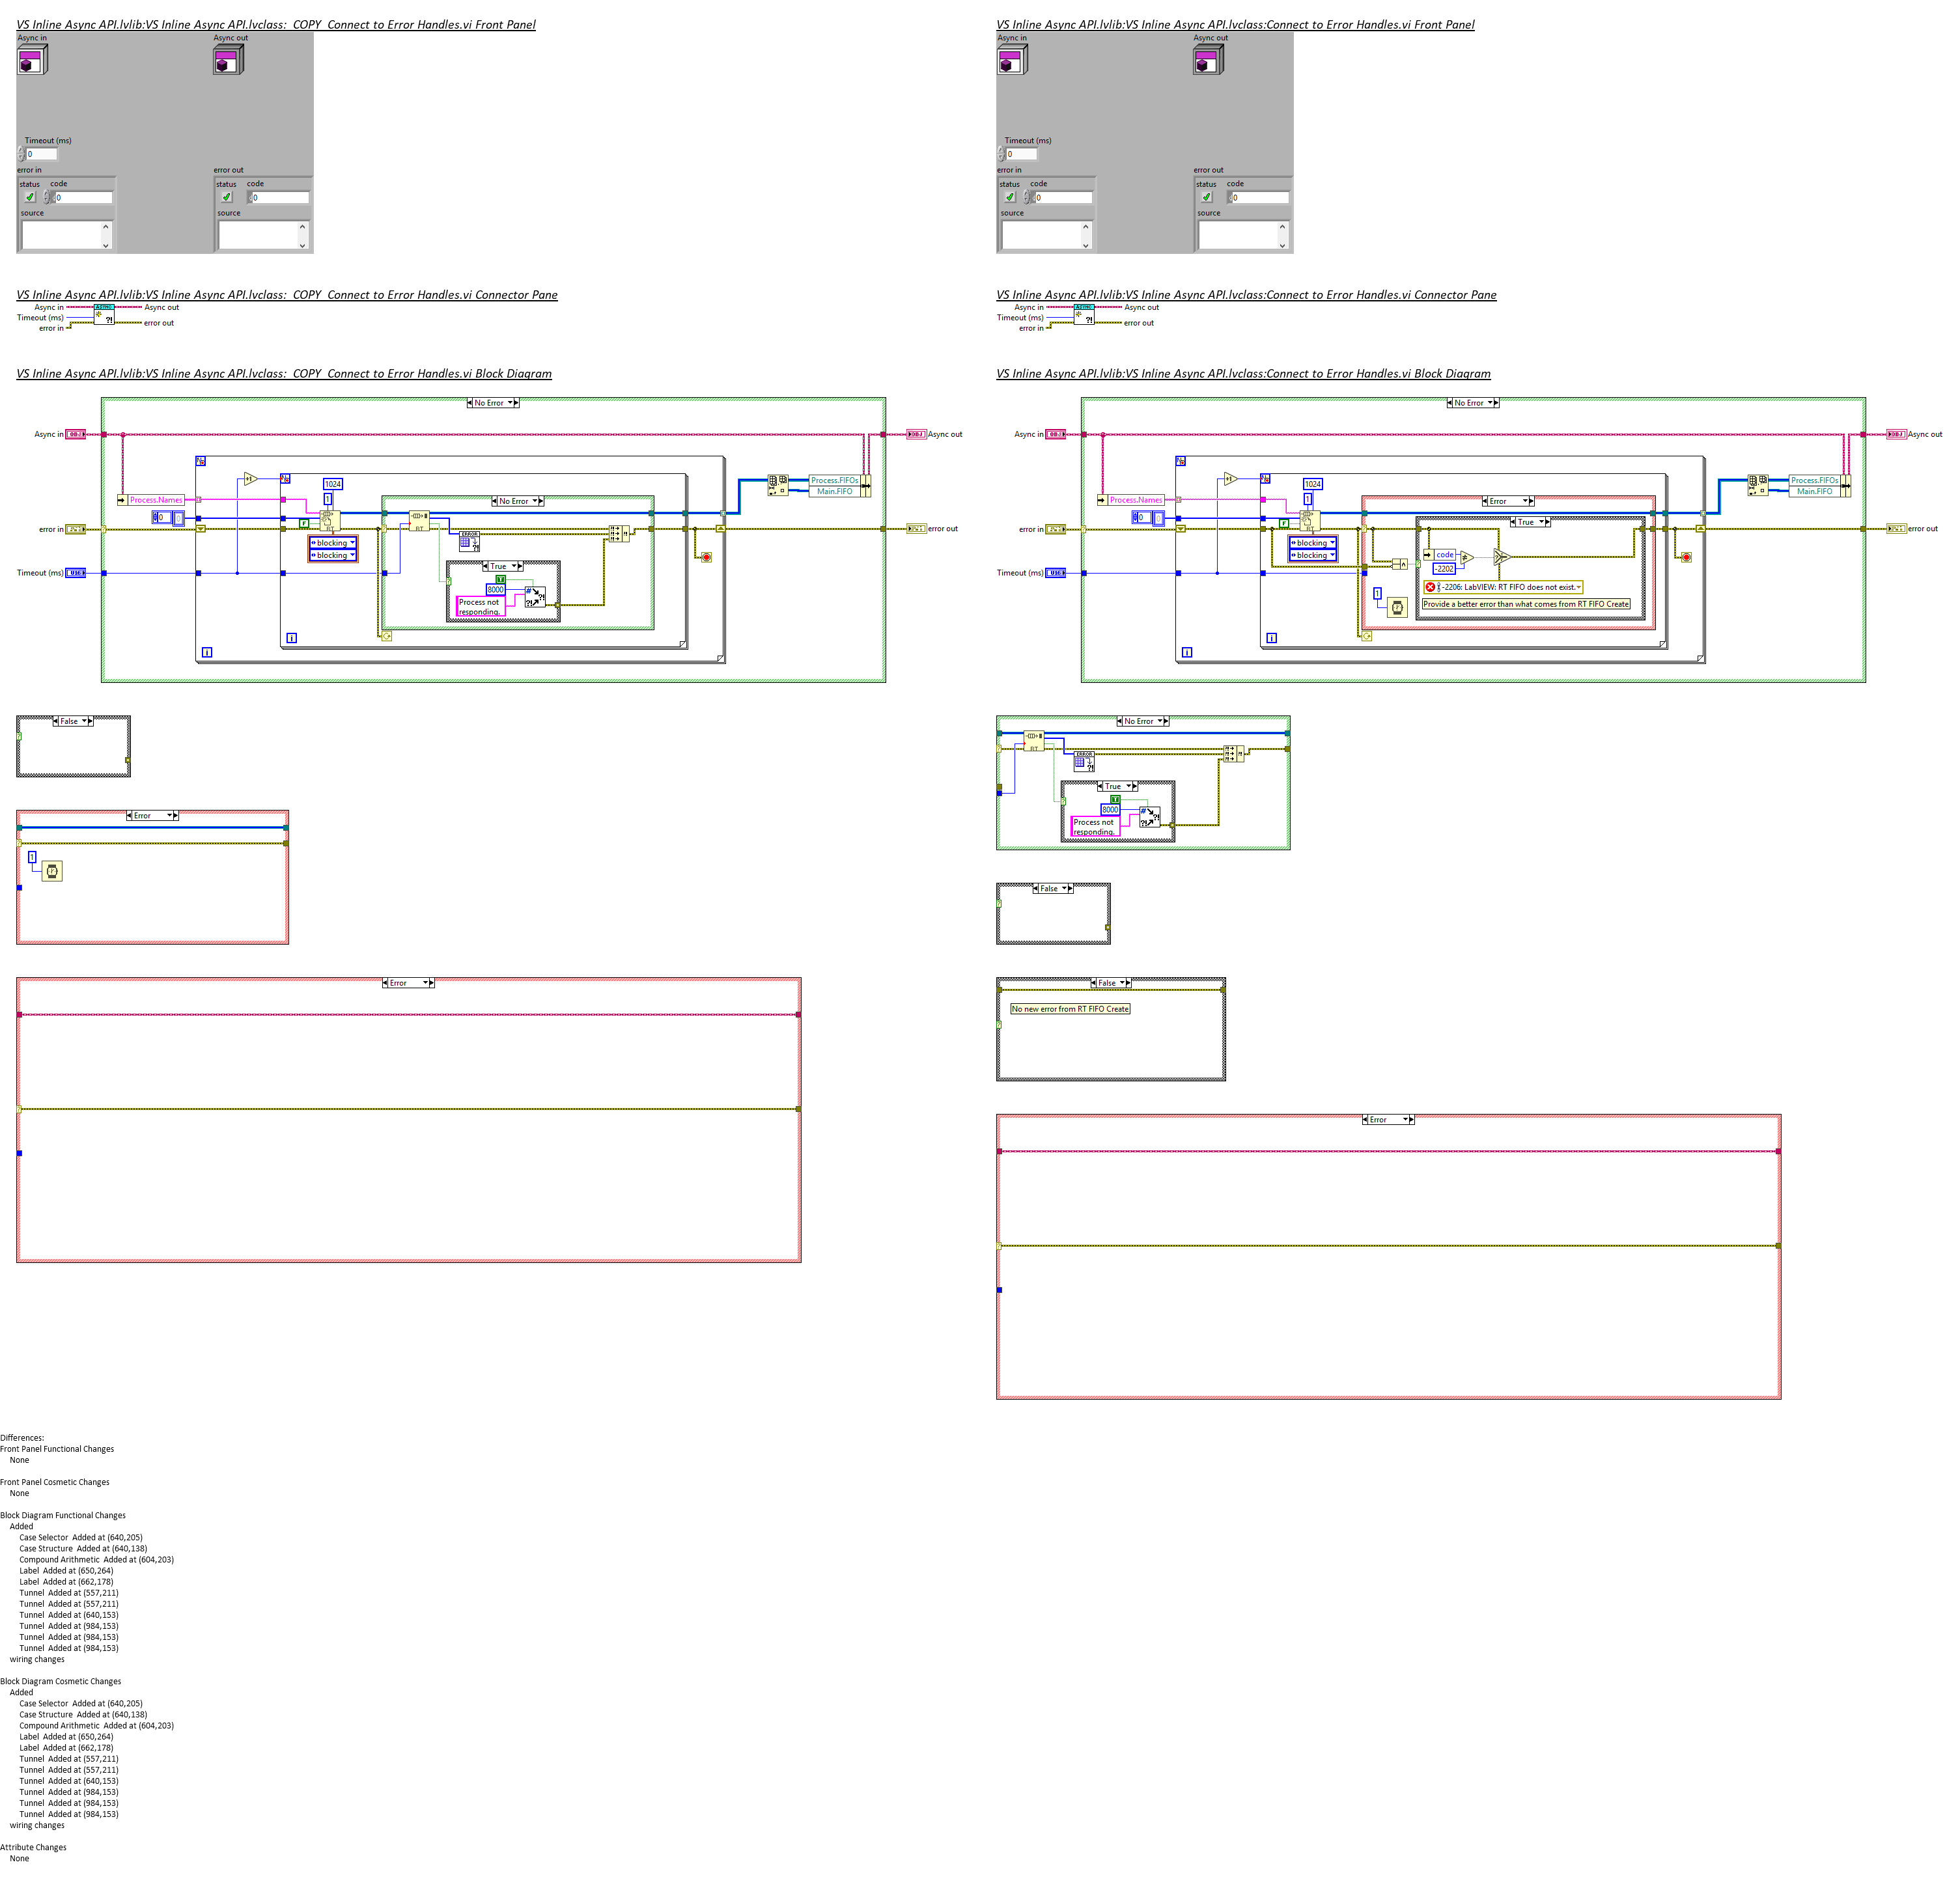 VS Inline Async API.lvlib:VS Inline Async API.lvclass:  COPY  Connect to Error Handles.vi Front Panel
Async in
Async out
Timeout (ms)
0
error in
error out
status
code
0
status
code
0
source
source
VS Inline Async API.lvlib:VS Inline Async API.lvclass:  COPY  Connect to Error Handles.vi Connector Pane
Async in
Async out
Timeout (ms)
error in
error out
VS Inline Async API.lvlib:VS Inline Async API.lvclass:  COPY  Connect to Error Handles.vi Block Diagram
No Error
Async in
Async out
Process.Names
1024
1
No Error
Process.FIFOs
Main.FIFO
error in
error out
blocking
blocking
ERROR
Timeout (ms)
U16
True
8000
Process not
responding.
False
Error
1
Error
VS Inline Async API.lvlib:VS Inline Async API.lvclass:Connect to Error Handles.vi Front Panel
Async in
Async out
Timeout (ms)
0
error in
error out
status
code
0
status
code
0
source
source
VS Inline Async API.lvlib:VS Inline Async API.lvclass:Connect to Error Handles.vi Connector Pane
Async in
Async out
Timeout (ms)
error in
error out
VS Inline Async API.lvlib:VS Inline Async API.lvclass:Connect to Error Handles.vi Block Diagram
No Error
Async in
Async out
Process.Names
1024
1
Error
Process.FIFOs
Main.FIFO
True
error in
error out
blocking
blocking
code
-2202
Timeout (ms)
U16
-2206: LabVIEW: RT FIFO does not exist.
1
Provide a better error than what comes from RT FIFO Create
No Error
ERROR
True
8000
Process not
responding.
False
False
No new error from RT FIFO Create
Error
Differences:
Front Panel Functional Changes
None
Front Panel Cosmetic Changes
None
Block Diagram Functional Changes
Added
Case Selector  Added at (640,205)
Case Structure  Added at (640,138)
Compound Arithmetic  Added at (604,203)
Label  Added at (650,264)
Label  Added at (662,178)
Tunnel  Added at (557,211)
Tunnel  Added at (557,211)
Tunnel  Added at (640,153)
Tunnel  Added at (984,153)
Tunnel  Added at (984,153)
Tunnel  Added at (984,153)
wiring changes
Block Diagram Cosmetic Changes
Added
Case Selector  Added at (640,205)
Case Structure  Added at (640,138)
Compound Arithmetic  Added at (604,203)
Label  Added at (650,264)
Label  Added at (662,178)
Tunnel  Added at (557,211)
Tunnel  Added at (557,211)
Tunnel  Added at (640,153)
Tunnel  Added at (984,153)
Tunnel  Added at (984,153)
Tunnel  Added at (984,153)
wiring changes
Attribute Changes
None